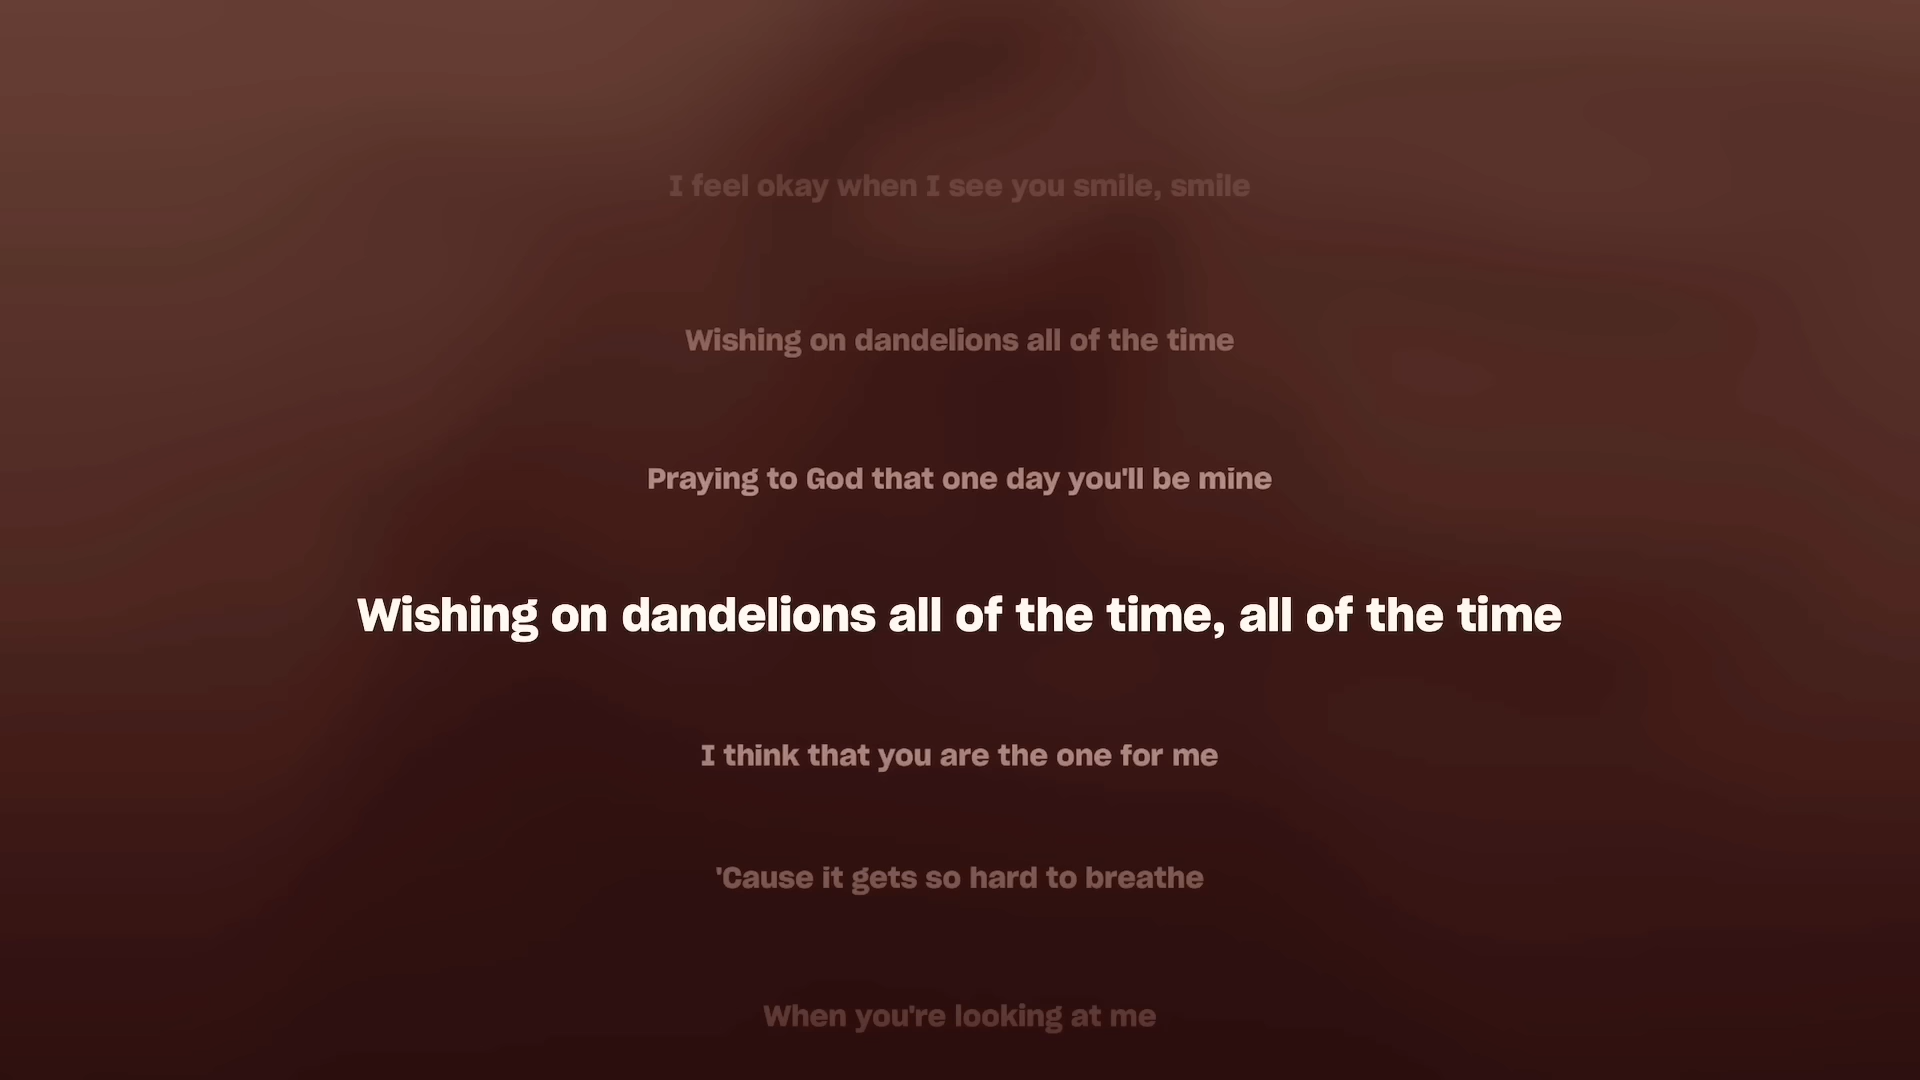 I feel okay when I see you smile, smile
Wishing on dandelions all of the time
Praying to God that one day you'll be mine
Wishing on dandelions all of the time, all of the time
I think that you are the one for me
'Cause it gets so hard to breathe
When you're looking at me